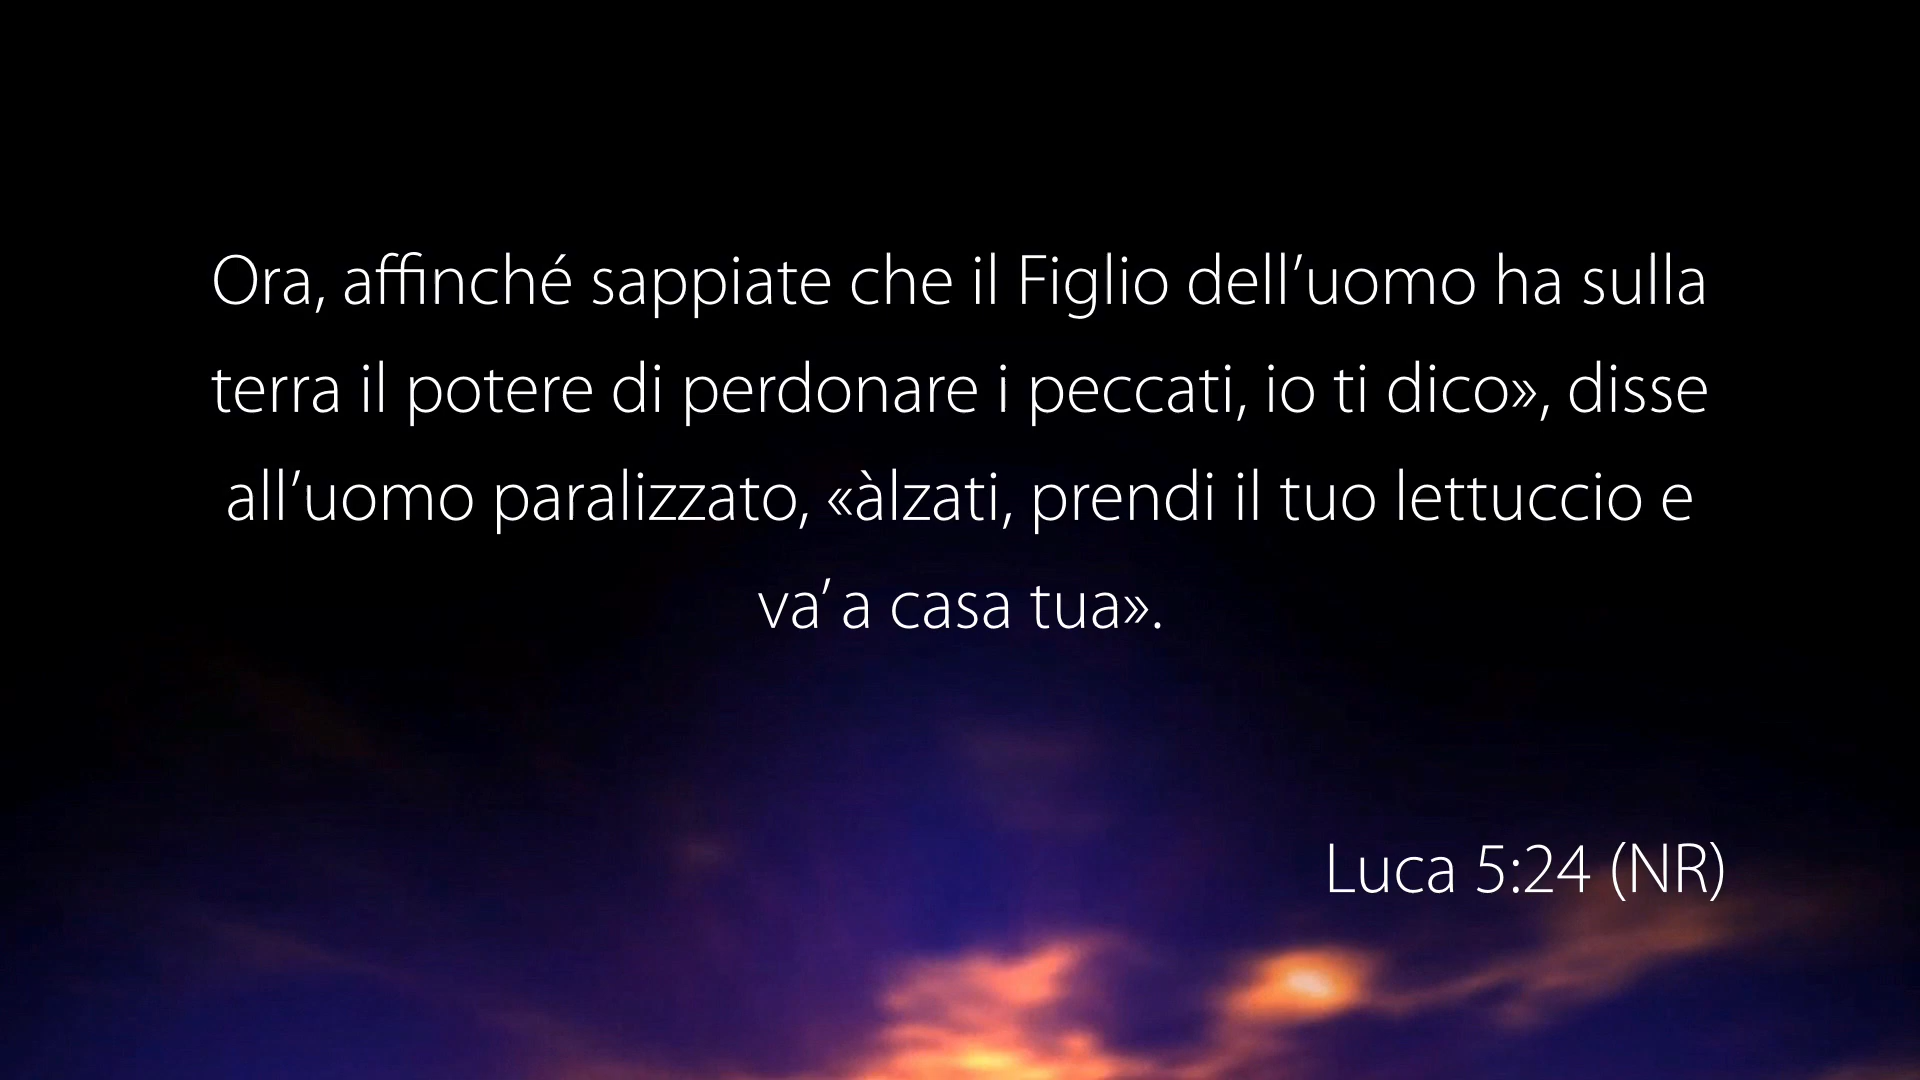 Ora, affinché sappiate che il Figlio dell’uomo ha sulla
terra il potere di perdonare i peccati, io ti dico», disse
all’uomo paralizzato, «àlzati, prendi il tuo lettuccio e
va’ a casa tua».
Luca 5:24 (NR)